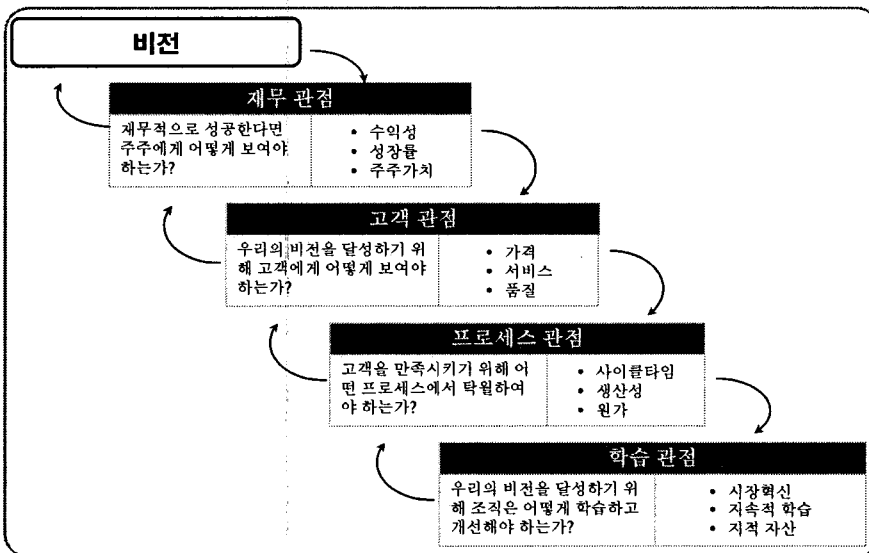 비전
재무 관점
재무적으로 성공한다면
주주에게 어떻게 보여야
하는가?
• 수익성
• 성장률
• 주주가치
고객 관점
우리의 비전을 달성하기 위
해 고객에게 어떻게 보여야
하는가?
• 가격
• 서비스
• 품질
프로세스 관점
고객을 만족시키기 위해 어
떤 프로세스에서 탁월하여
야 하는가?
• 사이클타임
• 생산성
• 원가
학습 관점
우리의 비전을 달성하기 위
해 조직은 어떻게 학습하고
개선해야 하는가?
• 시장혁신
• 지속적 학습
• 지적 자산